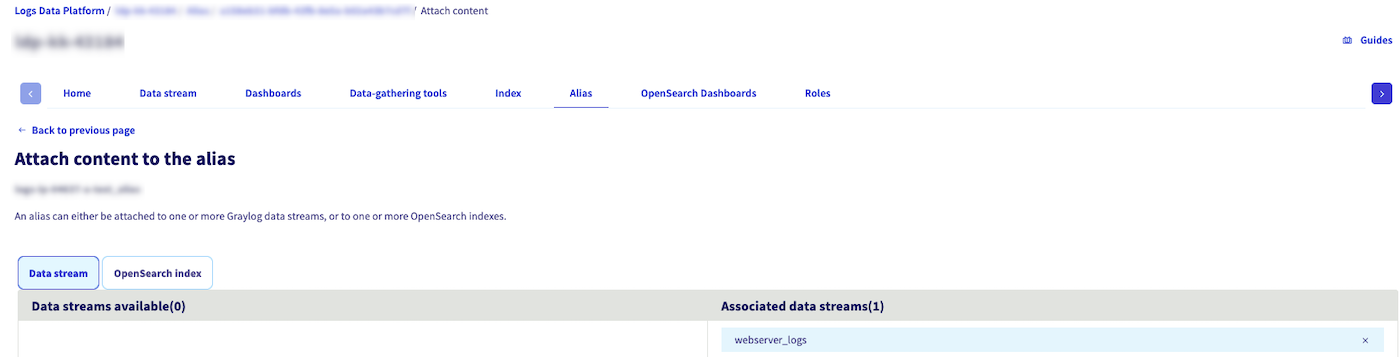 Logs Data Platform / / Attach content
Guides
Home Data stream Dashboards Data-gathering tools Index Alias OpenSearch Dashboards Roles
← Back to previous page
Attach content to the alias
An alias can either be attached to one or more Graylog data streams, or to one or more OpenSearch indexes.
Data stream OpenSearch index
Data streams available(0) Associated data streams(1)
webserver_logs ×